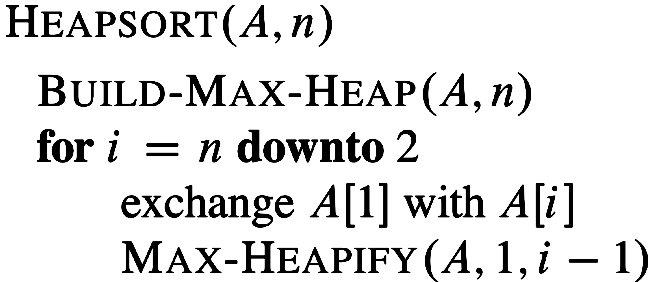 HEAPSORT(A, n)
BUILD-MAX-HEAP(A, n)
for i = n downto 2
exchange A[1] with A[i]
MAX-HEAPIFY(A, 1, i − 1)